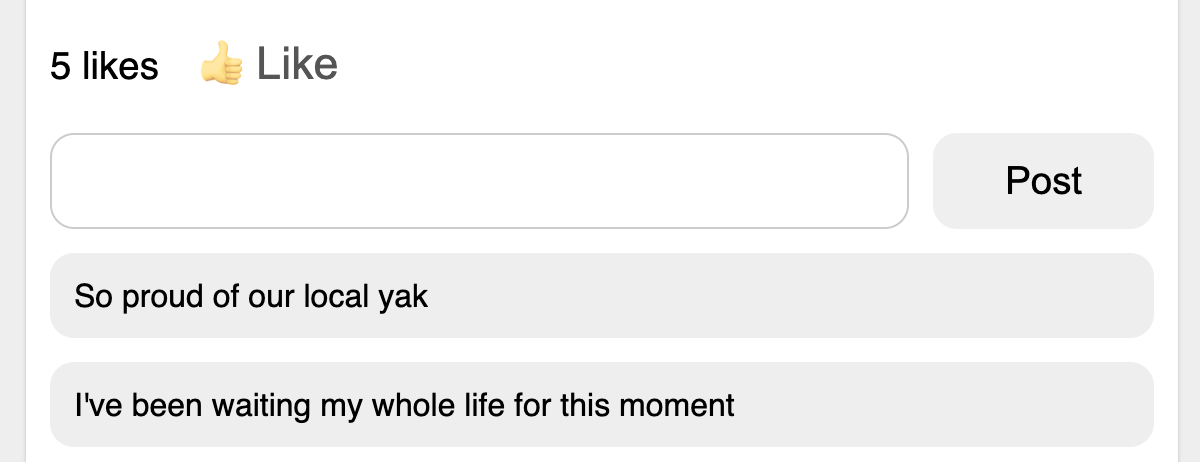 5 likes 👍 Like
Post
So proud of our local yak
I've been waiting my whole life for this moment